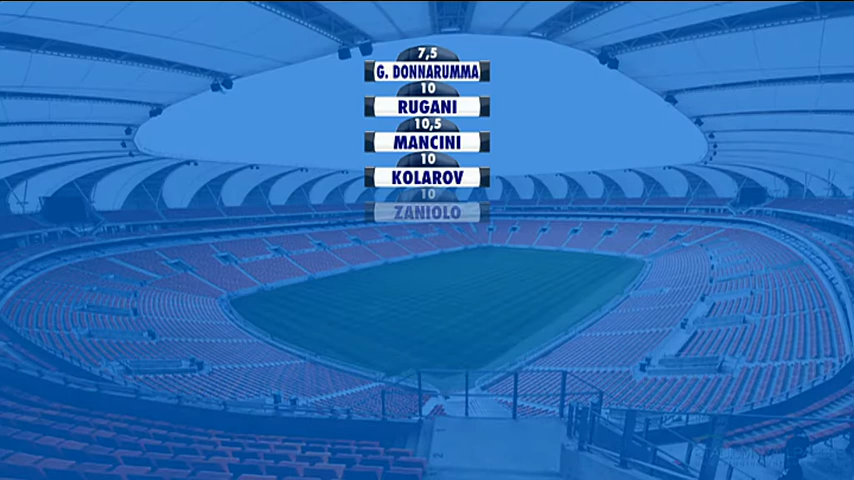 7,5
G. DONNARUMMA
10
RUGANI
10,5
MANCINI
10
KOLAROV
10
ZANIOLO